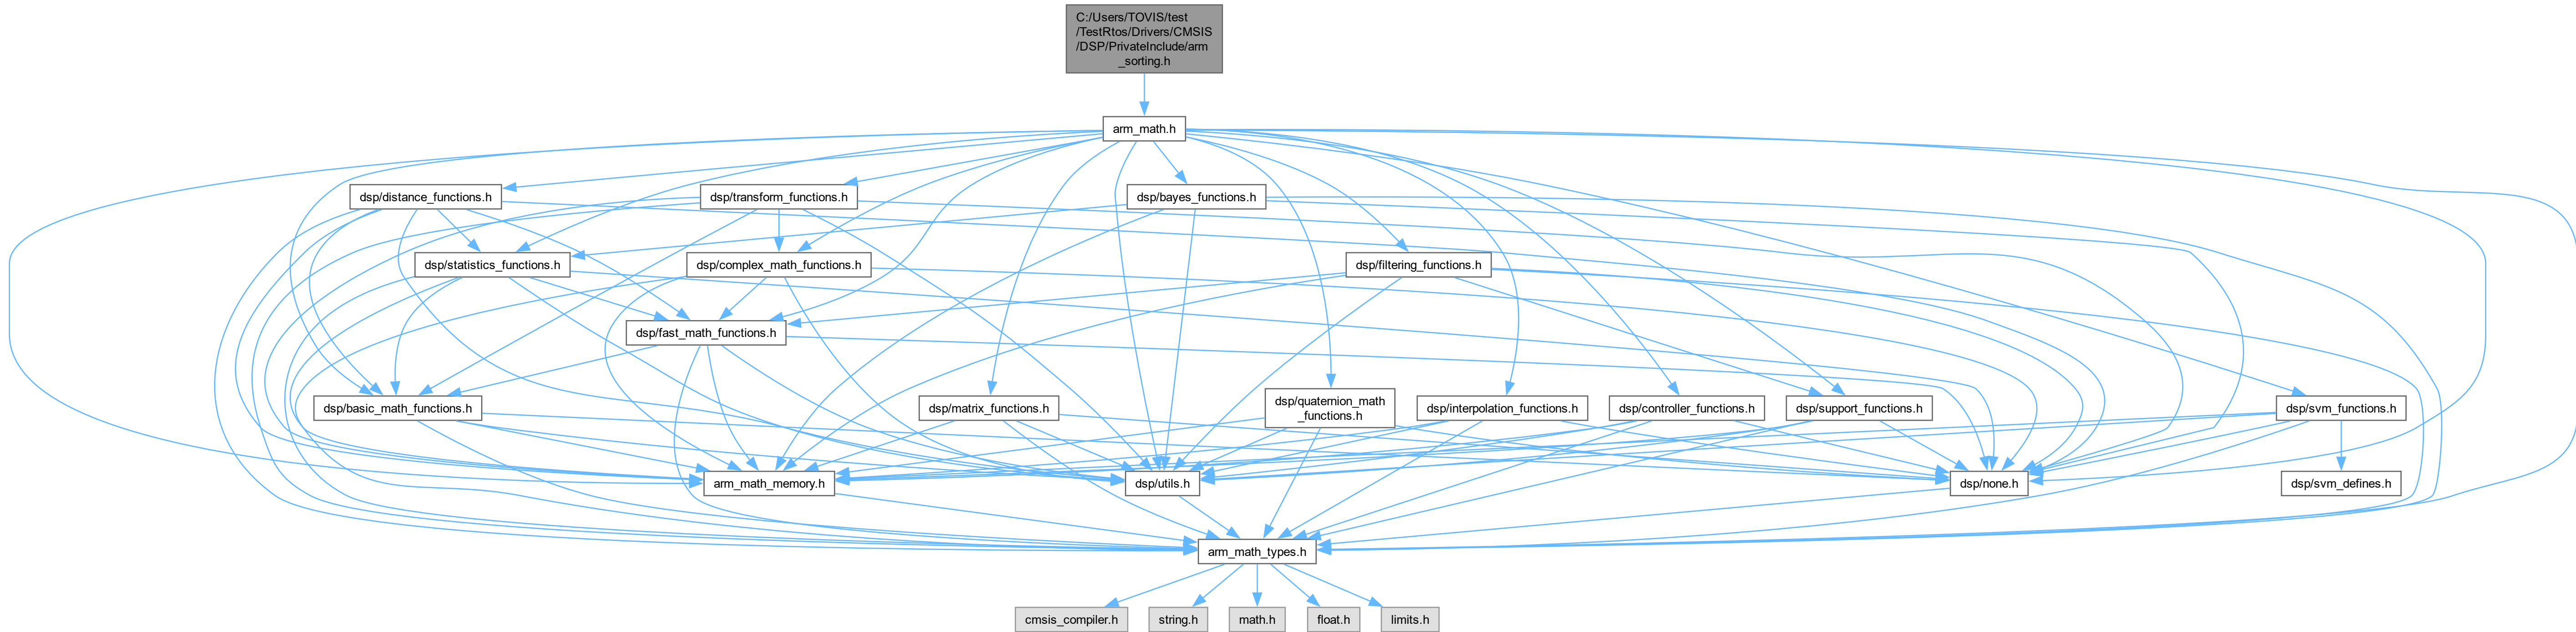 C:/Users/TOVIS/test
/TestRtos/Drivers/CMSIS
/DSP/PrivateInclude/arm
_sorting.h
arm_math.h
dsp/distance_functions.h
dsp/transform_functions.h
dsp/bayes_functions.h
dsp/statistics_functions.h
dsp/complex_math_functions.h
dsp/filtering_functions.h
dsp/fast_math_functions.h
dsp/basic_math_functions.h
dsp/matrix_functions.h
dsp/quaternion_math
_functions.h
dsp/interpolation_functions.h
dsp/controller_functions.h
dsp/support_functions.h
dsp/svm_functions.h
arm_math_memory.h
dsp/utils.h
dsp/none.h
dsp/svm_defines.h
arm_math_types.h
cmsis_compiler.h
string.h
math.h
float.h
limits.h